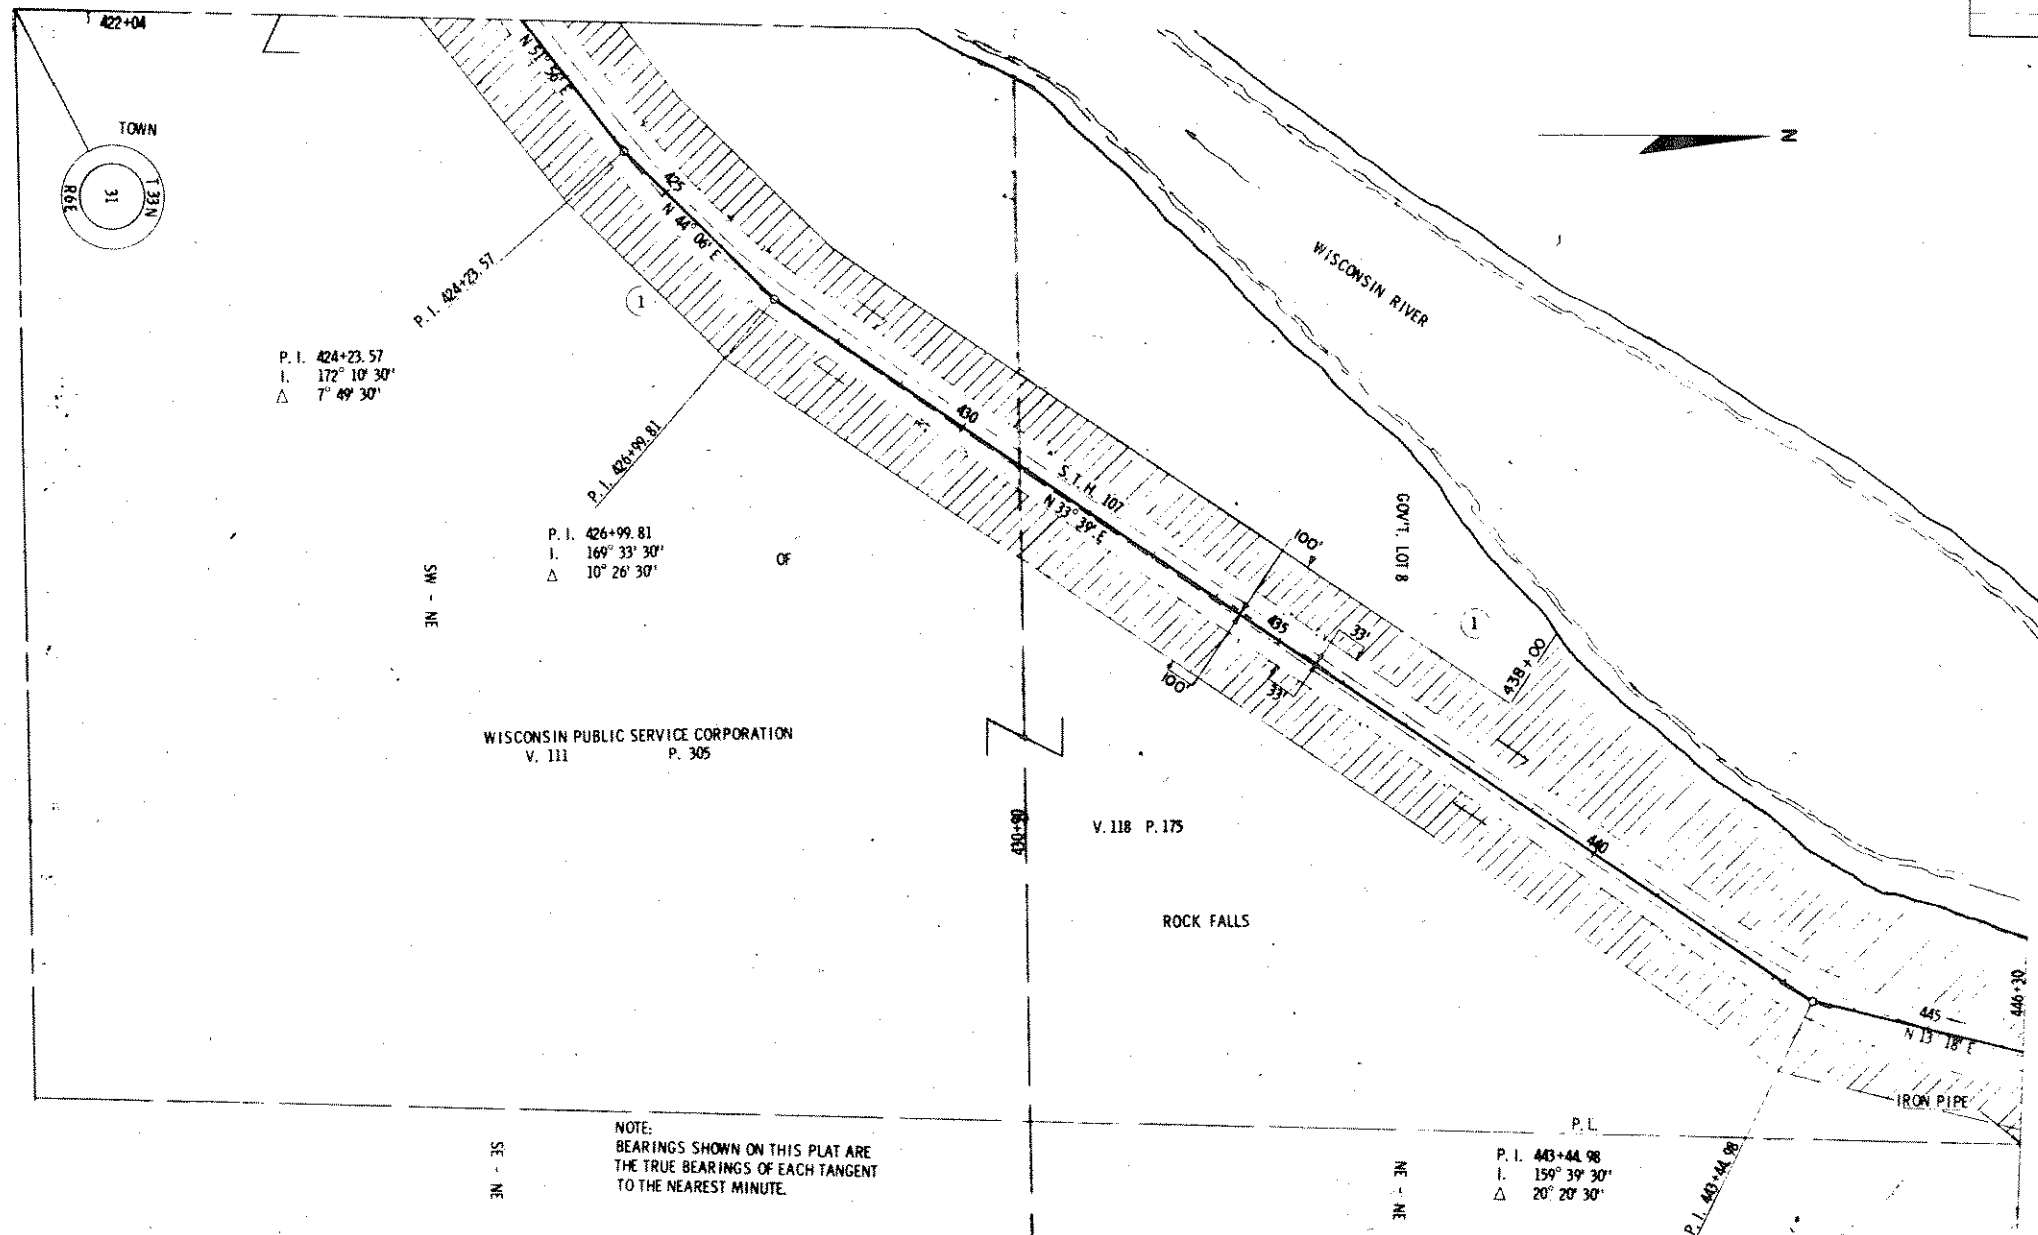 422+04
N 51° 56' E
TOWN
T 33N
31
R6E
425
N 44° 06' E
N
WISCONSIN RIVER
P. I. 424+23. 57
1
P. I. 424+23. 57
I. 172° 10' 30"
Δ 7° 49' 30"
P. I. 426+99. 81
430
S. T. H. 107
N 33° 39' E
P. I. 426+99. 81
I. 169° 33' 30"
Δ 10° 26' 30"
OF
SW - NE
GOV'T. LOT 8
100'
1
435
33'
438+00
100'
33'
WISCONSIN PUBLIC SERVICE CORPORATION
V. 111 P. 305
430+90
V. 118 P. 175
440
ROCK FALLS
446+30
445
N 13° 18' E
IRON PIPE
NOTE:
BEARINGS SHOWN ON THIS PLAT ARE
THE TRUE BEARINGS OF EACH TANGENT
TO THE NEAREST MINUTE.
SE - NE
NE - NE
P. L.
P. I. 443+44. 98
I. 159° 39' 30"
Δ 20° 20' 30"
P. I. 443+44. 98